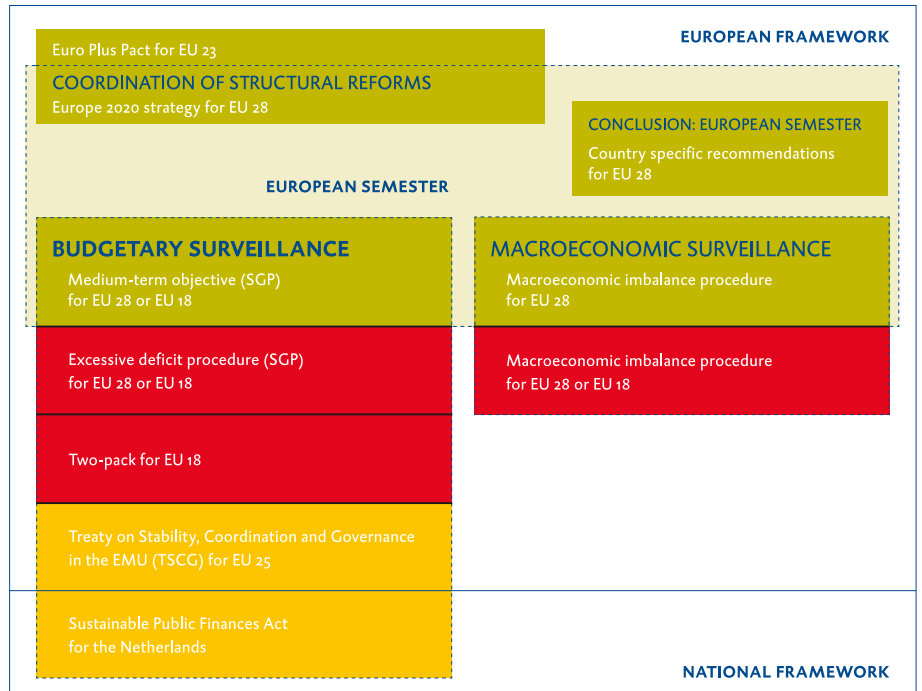 EUROPEAN FRAMEWORK
Euro Plus Pact for EU 23
COORDINATION OF STRUCTURAL REFORMS
Europe 2020 strategy for EU 28
CONCLUSION: EUROPEAN SEMESTER
Country specific recommendations
for EU 28
EUROPEAN SEMESTER
BUDGETARY SURVEILLANCE
Medium-term objective (SGP)
for EU 28 or EU 18
Excessive deficit procedure (SGP)
for EU 28 or EU 18
Two-pack for EU 18
Treaty on Stability, Coordination and Governance
in the EMU (TSCG) for EU 25
Sustainable Public Finances Act
for the Netherlands
MACROECONOMIC SURVEILLANCE
Macroeconomic imbalance procedure
for EU 28
Macroeconomic imbalance procedure
for EU 28 or EU 18
NATIONAL FRAMEWORK